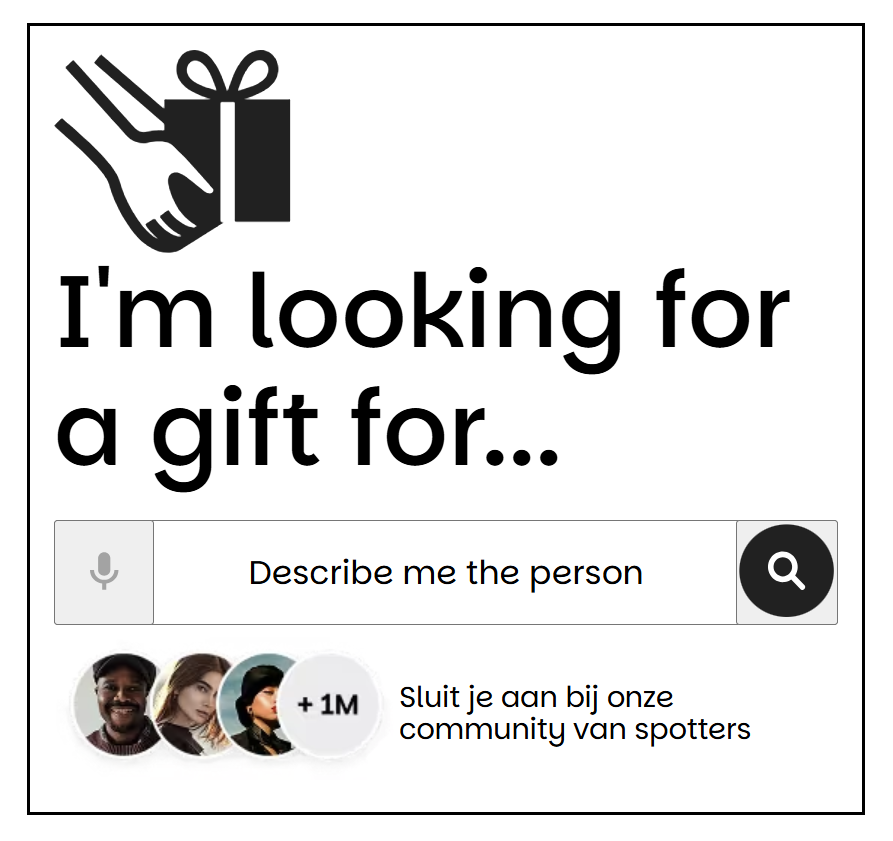 I'm looking for
a gift for...
Describe me the person
+ 1M
Sluit je aan bij onze
community van spotters